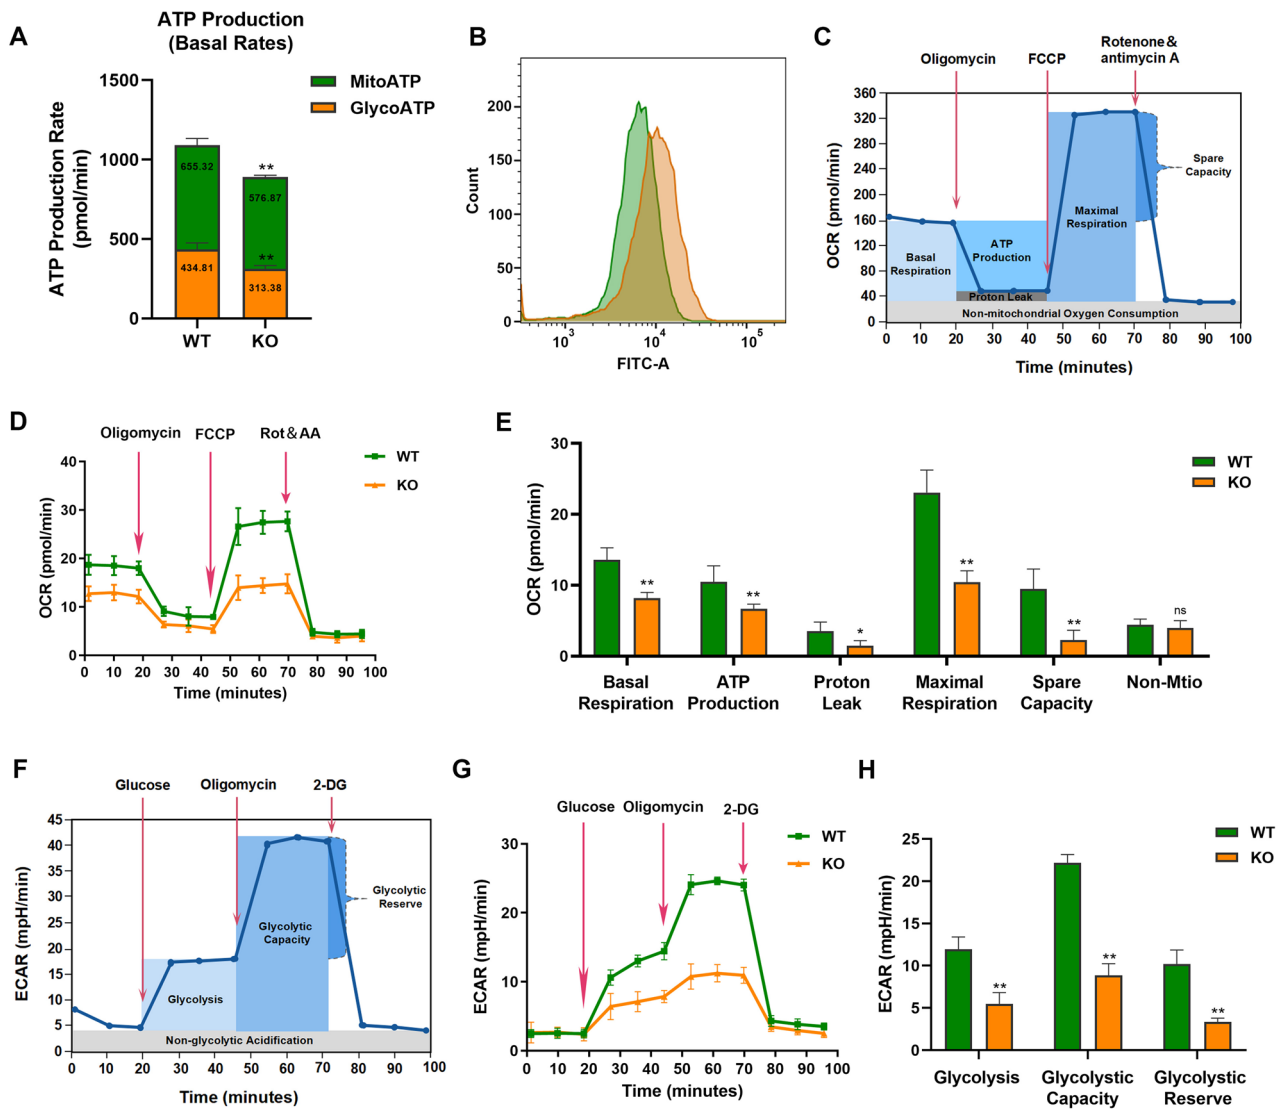 A
ATP Production
(Basal Rates)
MitoATP
GlycoATP
ATP Production Rate
(pmol/min)
1500
1000
500
0
655.32
434.81
**
576.87
**
313.38
WT
KO
B
Count
200
150
100
50
0
10³
10⁴
10⁵
FITC-A
C
Oligomycin
FCCP
Rotenone&
antimycin A
OCR (pmol/min)
360
320
280
240
200
160
120
80
40
0
Basal
Respiration
ATP
Production
Proton Leak
Maximal
Respiration
Spare
Capacity
Non-mitochondrial Oxygen Consumption
0 10 20 30 40 50 60 70 80 90 100
Time (minutes)
D
Oligomycin
FCCP
Rot&AA
WT
KO
OCR (pmol/min)
40
30
20
10
0
0 10 20 30 40 50 60 70 80 90 100
Time (minutes)
E
WT
KO
OCR (pmol/min)
30
20
10
0
**
**
*
**
**
ns
Basal
Respiration
ATP
Production
Proton
Leak
Maximal
Respiration
Spare
Capacity
Non-Mtio
F
Glucose
Oligomycin
2-DG
ECAR (mpH/min)
45
40
35
30
25
20
15
10
5
0
Glycolysis
Glycolytic
Capacity
Glycolytic
Reserve
Non-glycolytic Acidification
0 10 20 30 40 50 60 70 80 90 100
Time (minutes)
G
Glucose
Oligomycin
2-DG
WT
KO
ECAR (mpH/min)
30
20
10
0
0 10 20 30 40 50 60 70 80 90 100
Time (minutes)
H
WT
KO
ECAR (mpH/min)
25
20
15
10
5
0
**
**
**
Glycolysis
Glycolystic
Capacity
Glycolystic
Reserve